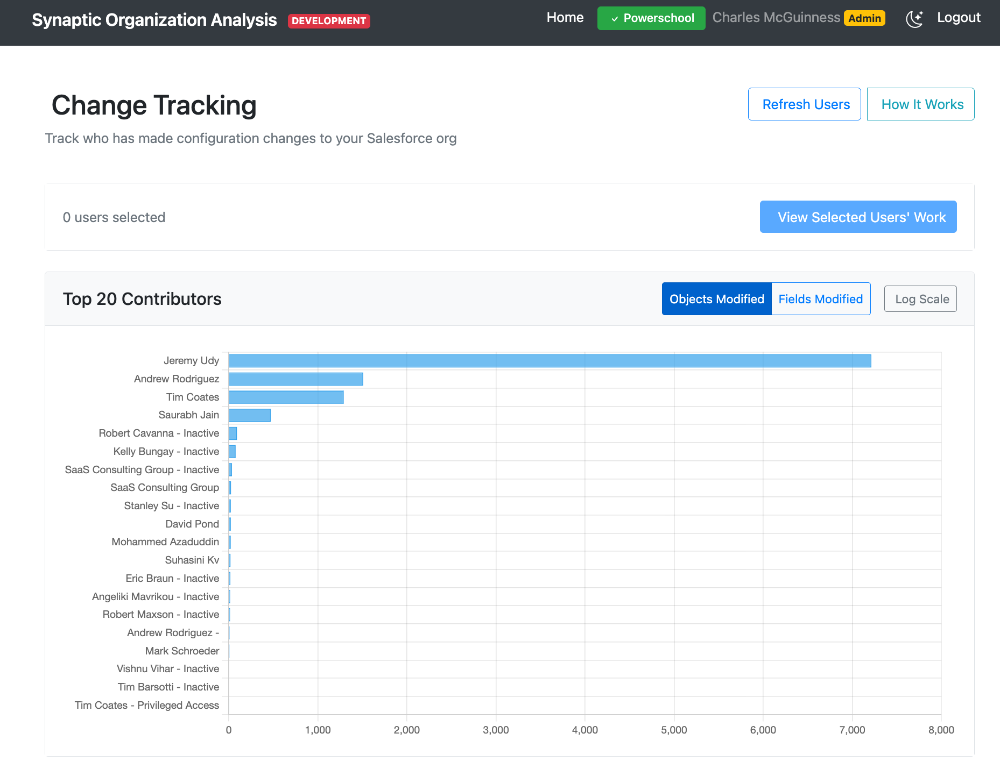 Synaptic Organization Analysis DEVELOPMENT Home ✓ Powerschool Charles McGuinness Admin Logout
Change Tracking Refresh Users How It Works
Track who has made configuration changes to your Salesforce org
0 users selected View Selected Users' Work
Top 20 Contributors Objects Modified Fields Modified Log Scale
Jeremy Udy
Andrew Rodriguez
Tim Coates
Saurabh Jain
Robert Cavanna - Inactive
Kelly Bungay - Inactive
SaaS Consulting Group - Inactive
SaaS Consulting Group
Stanley Su - Inactive
David Pond
Mohammed Azaduddin
Suhasini Kv
Eric Braun - Inactive
Angeliki Mavrikou - Inactive
Robert Maxson - Inactive
Andrew Rodriguez -
Mark Schroeder
Vishnu Vihar - Inactive
Tim Barsotti - Inactive
Tim Coates - Privileged Access
0 1,000 2,000 3,000 4,000 5,000 6,000 7,000 8,000